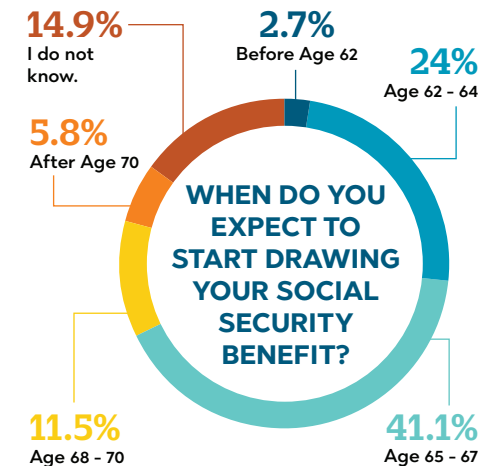 14.9%
I do not
know.
2.7%
Before Age 62
24%
Age 62 - 64
5.8%
After Age 70
WHEN DO YOU
EXPECT TO
START DRAWING
YOUR SOCIAL
SECURITY
BENEFIT?
11.5%
Age 68 - 70
41.1%
Age 65 - 67